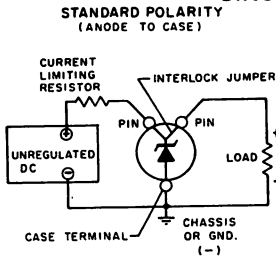 STANDARD POLARITY
(ANODE TO CASE)
CURRENT
LIMITING
RESISTOR
INTERLOCK JUMPER
PIN
PIN
+
UNREGULATED
DC
−
LOAD
+
−
CASE TERMINAL
CHASSIS
OR GND.
(−)